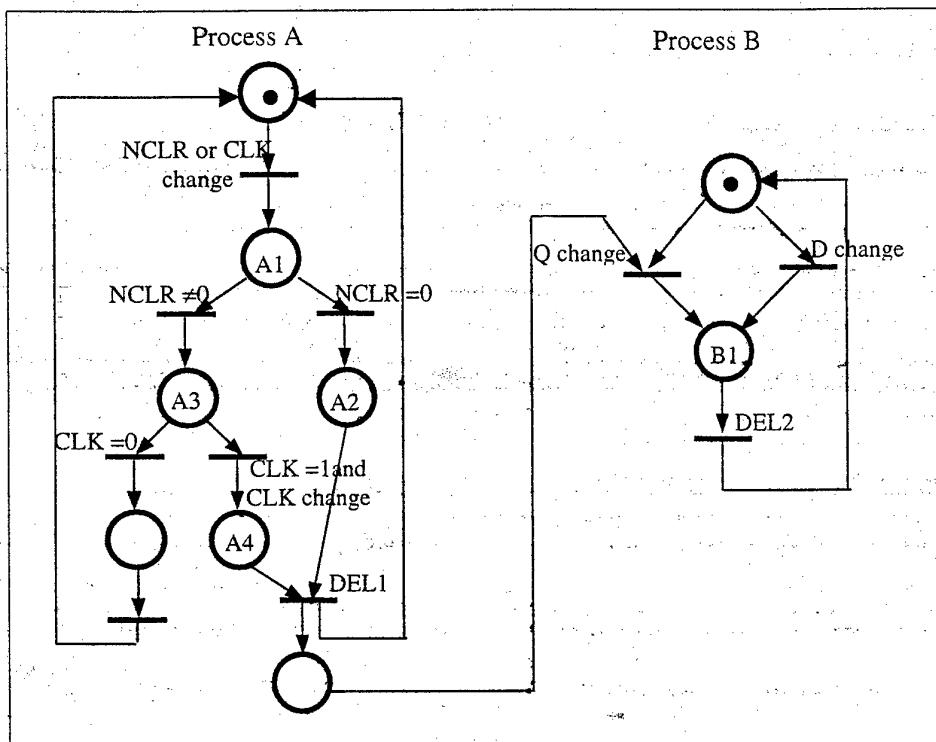 Process A
Process B
NCLR or CLK
change
A1
NCLR ≠0
NCLR =0
A3
A2
CLK =0
CLK =1and
CLK change
A4
DEL1
Q change
D change
B1
DEL2